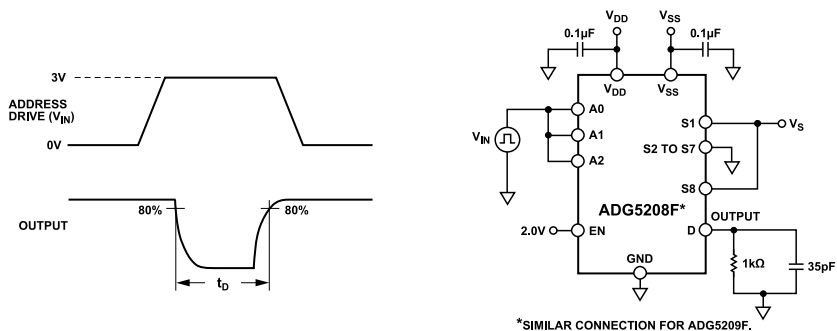 3V
ADDRESS
DRIVE (VIN)
0V
OUTPUT
80%
80%
tD
VDD
VSS
0.1µF
0.1µF
VDD
VSS
VIN
A0
A1
A2
S1
VS
S2 TO S7
S8
ADG5208F*
2.0V
EN
OUTPUT
D
GND
1kΩ
35pF
*SIMILAR CONNECTION FOR ADG5209F.